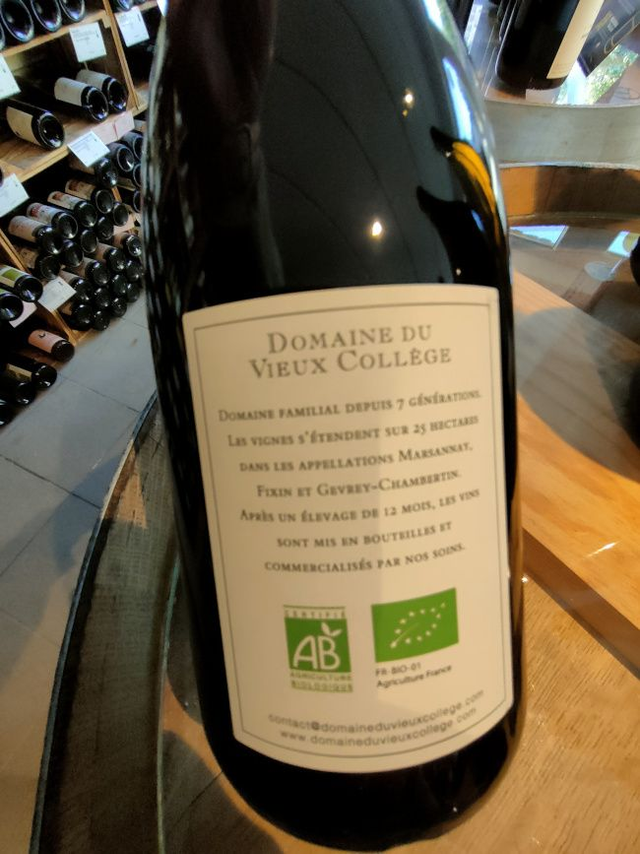 DOMAINE DU
VIEUX COLLÈGE
DOMAINE FAMILIAL DEPUIS 7 GÉNÉRATIONS.
LES VIGNES S'ÉTENDENT SUR 25 HECTARES
DANS LES APPELLATIONS MARSANNAY,
FIXIN ET GEVREY-CHAMBERTIN.
APRÈS UN ÉLEVAGE DE 12 MOIS, LES VINS
SONT MIS EN BOUTEILLES ET
COMMERCIALISÉS PAR NOS SOINS.
CERTIFIÉ
AB
AGRICULTURE
BIOLOGIQUE
FR-BIO-01
Agriculture France
contact@domaineduvieuxcollege.com
www.domaineduvieuxcollege.com